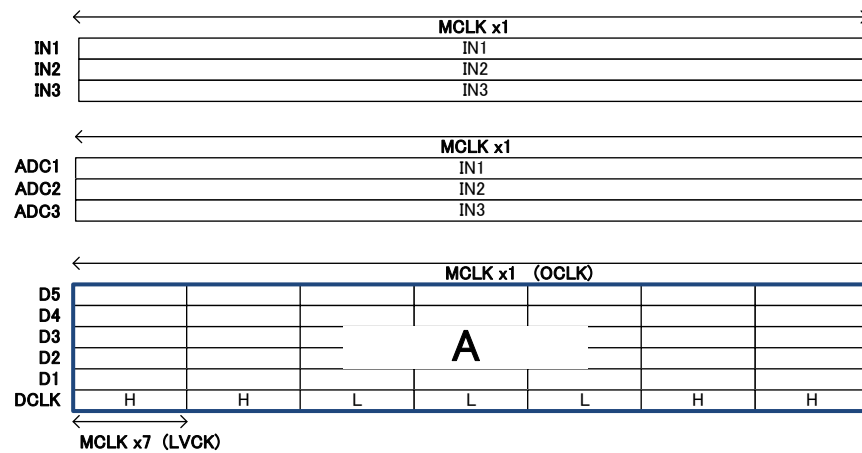 MCLK x1
IN1 IN1
IN2 IN2
IN3 IN3
MCLK x1
ADC1 IN1
ADC2 IN2
ADC3 IN3
MCLK x1 (OCLK)
D5
D4
D3
A
D2
D1
DCLK H H L L L H H
MCLK x7 (LVCK)